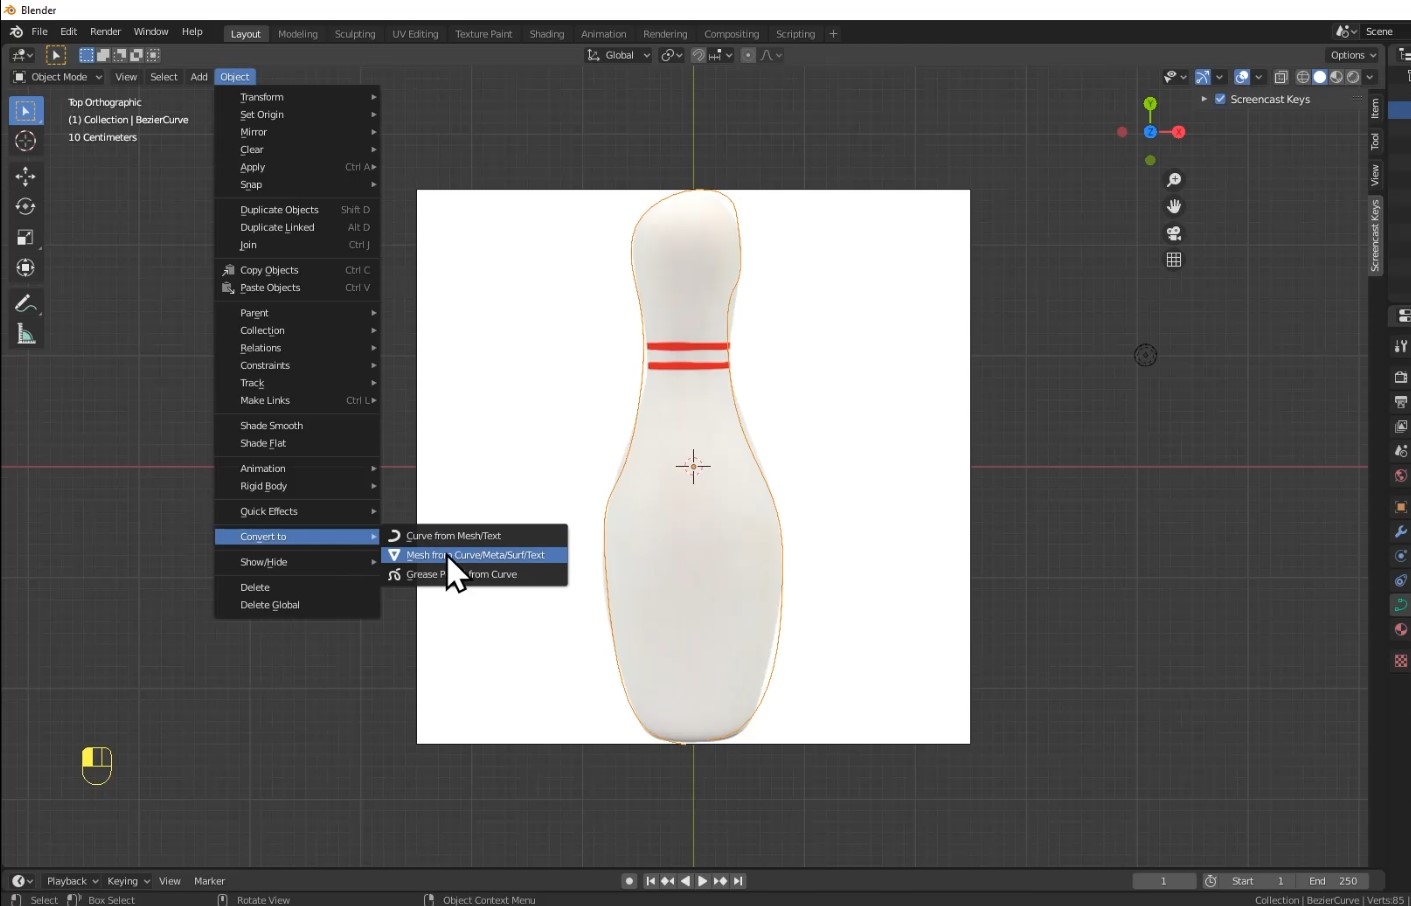 Blender
File Edit Render Window Help
Layout Modeling Sculpting UV Editing Texture Paint Shading Animation Rendering Compositing Scripting +
Scene
Global
Options
Object Mode View Select Add Object
Top Orthographic
(1) Collection | BezierCurve
10 Centimeters
Transform
Set Origin
Mirror
Clear
Apply Ctrl A
Snap
Duplicate Objects Shift D
Duplicate Linked Alt D
Join Ctrl J
Copy Objects Ctrl C
Paste Objects Ctrl V
Parent
Collection
Relations
Constraints
Track
Make Links Ctrl L
Shade Smooth
Shade Flat
Animation
Rigid Body
Quick Effects
Convert to
Show/Hide
Delete
Delete Global
Curve from Mesh/Text
Mesh from Curve/Meta/Surf/Text
Grease from Curve
Screencast Keys
Y
Z
X
Item
Tool
View
Screencast Keys
Playback Keying View Marker
1 Start 1 End 250
Select Box Select Rotate View Object Context Menu
Collection | BezierCurve | Verts:85 |